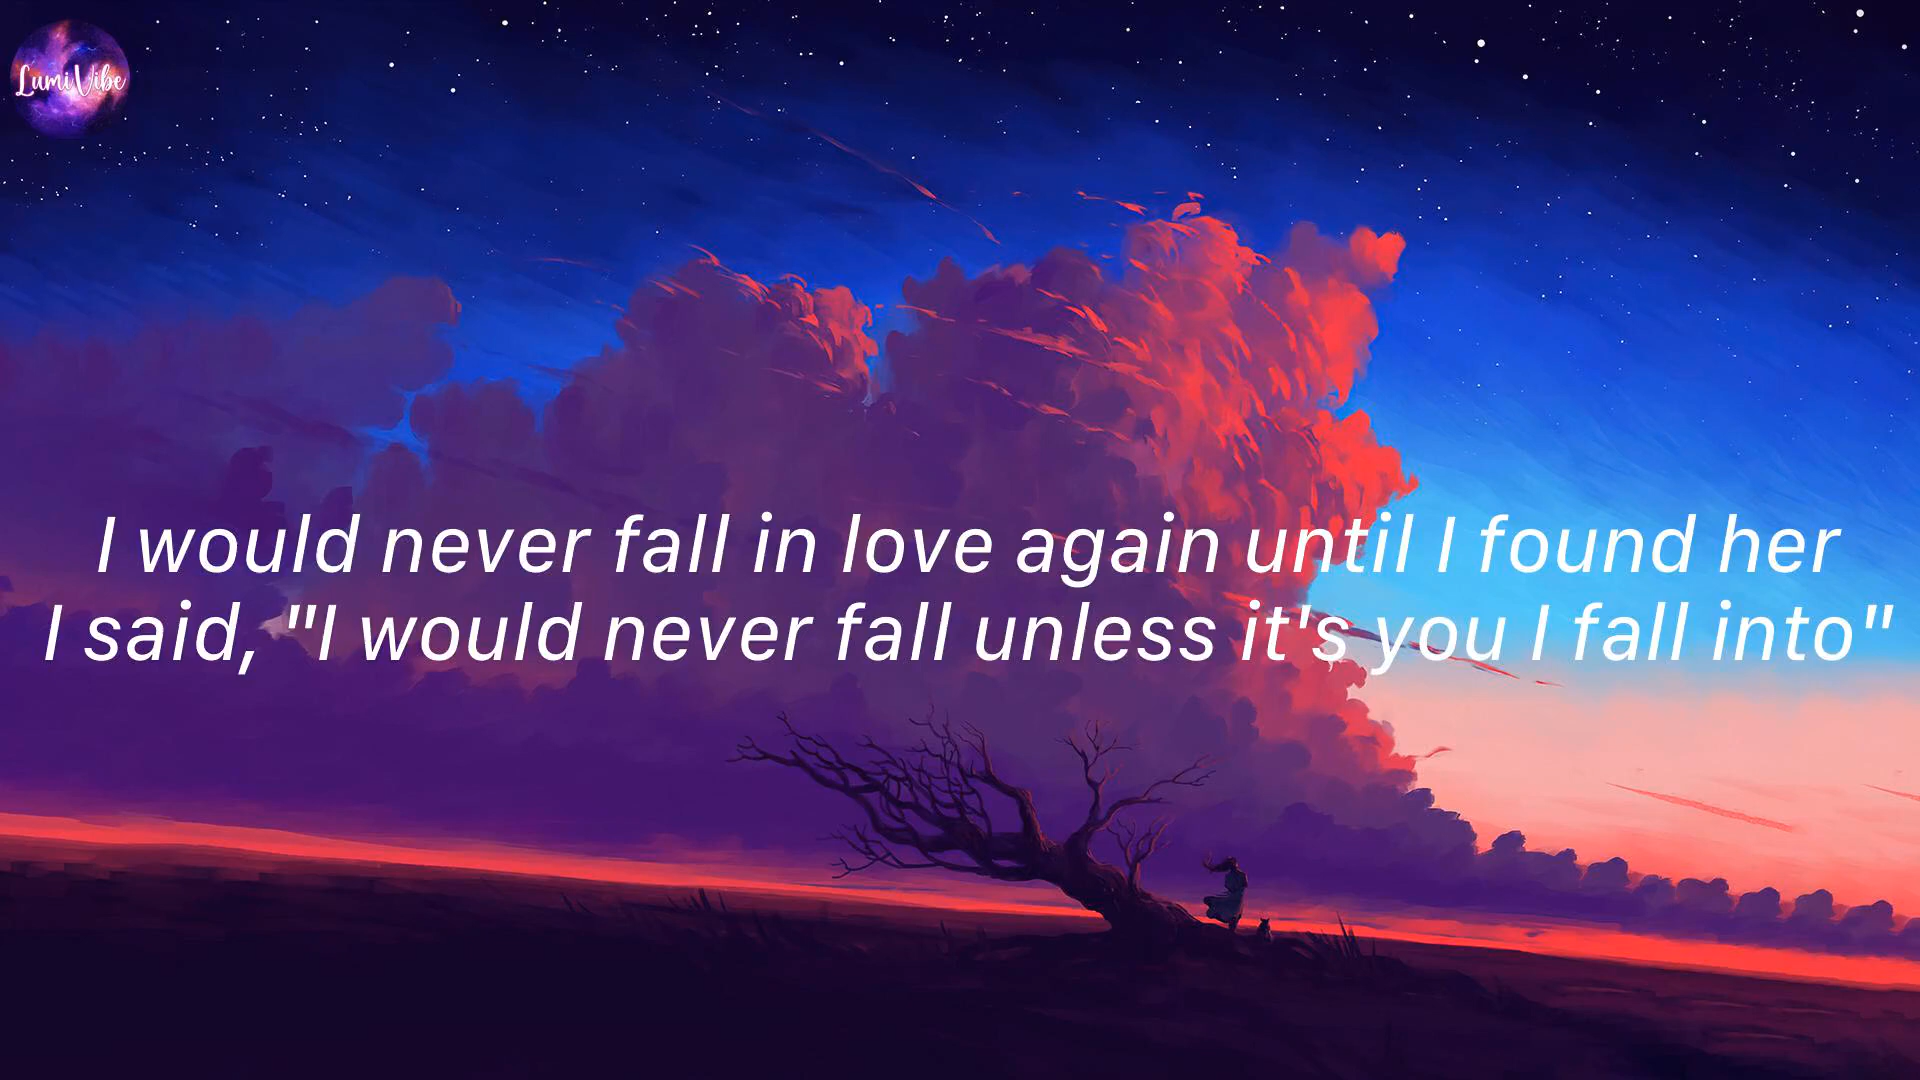 LumiVibe
I would never fall in love again until I found her
I said, "I would never fall unless it's you I fall into"